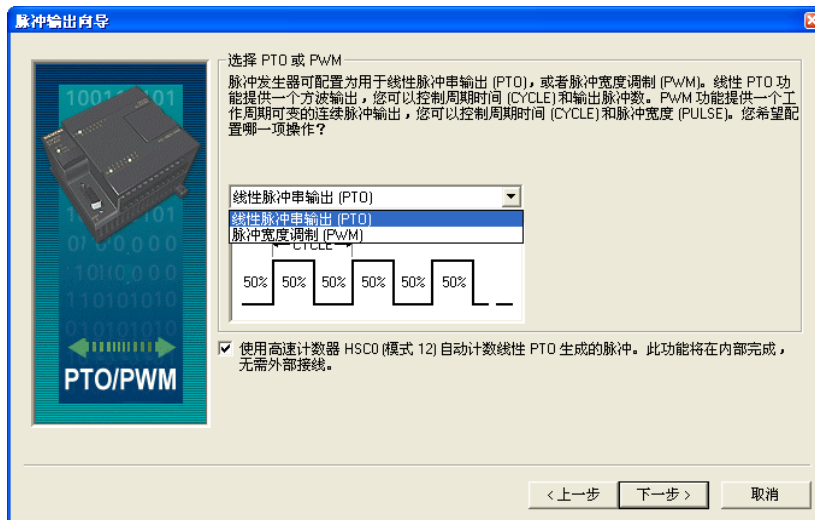 脉冲输出向导
选择 PTO 或 PWM
脉冲发生器可配置为用于线性脉冲串输出 (PTO)，或者脉冲宽度调制 (PWM)。线性 PTO 功
能提供一个方波输出，您可以控制周期时间 (CYCLE) 和输出脉冲数。PWM 功能提供一个工
作周期可变的连续脉冲输出，您可以控制周期时间 (CYCLE) 和脉冲宽度 (PULSE)。您希望配
置哪一项操作？
线性脉冲串输出 (PTO)
线性脉冲串输出 (PTO)
脉冲宽度调制 (PWM)
CYCLE
50% 50% 50% 50% 50% 50%
使用高速计数器 HSC0 (模式 12) 自动计数线性 PTO 生成的脉冲。此功能将在内部完成，
无需外部接线。
PTO/PWM
<上一步 下一步> 取消